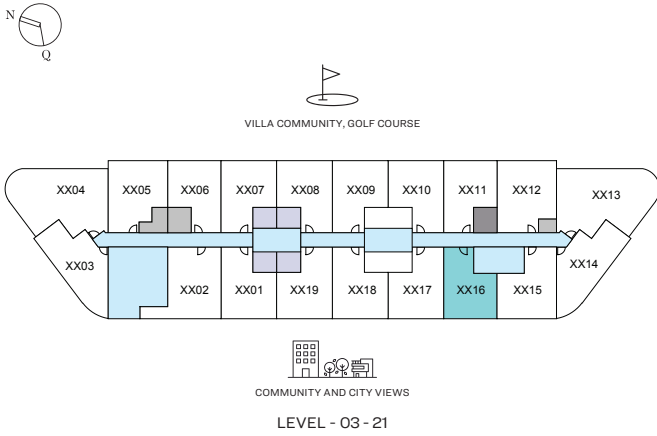 N
Q
VILLA COMMUNITY, GOLF COURSE
XX04 XX05 XX06 XX07 XX08 XX09 XX10 XX11 XX12 XX13
XX03 XX02 XX01 XX19 XX18 XX17 XX16 XX15 XX14
COMMUNITY AND CITY VIEWS
LEVEL - 03 - 21